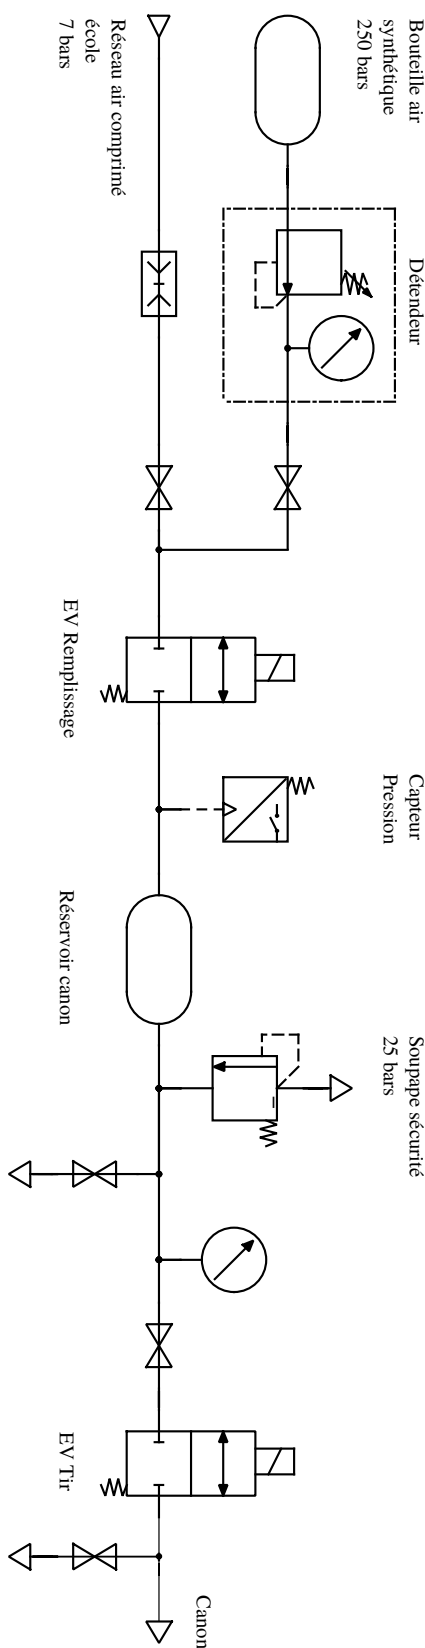 Bouteille air
synthétique
250 bars
Réseau air comprimé
école
7 bars
Détendeur
EV Remplissage
Capteur
Pression
Réservoir canon
Soupape sécurité
25 bars
EV Tir
Canon